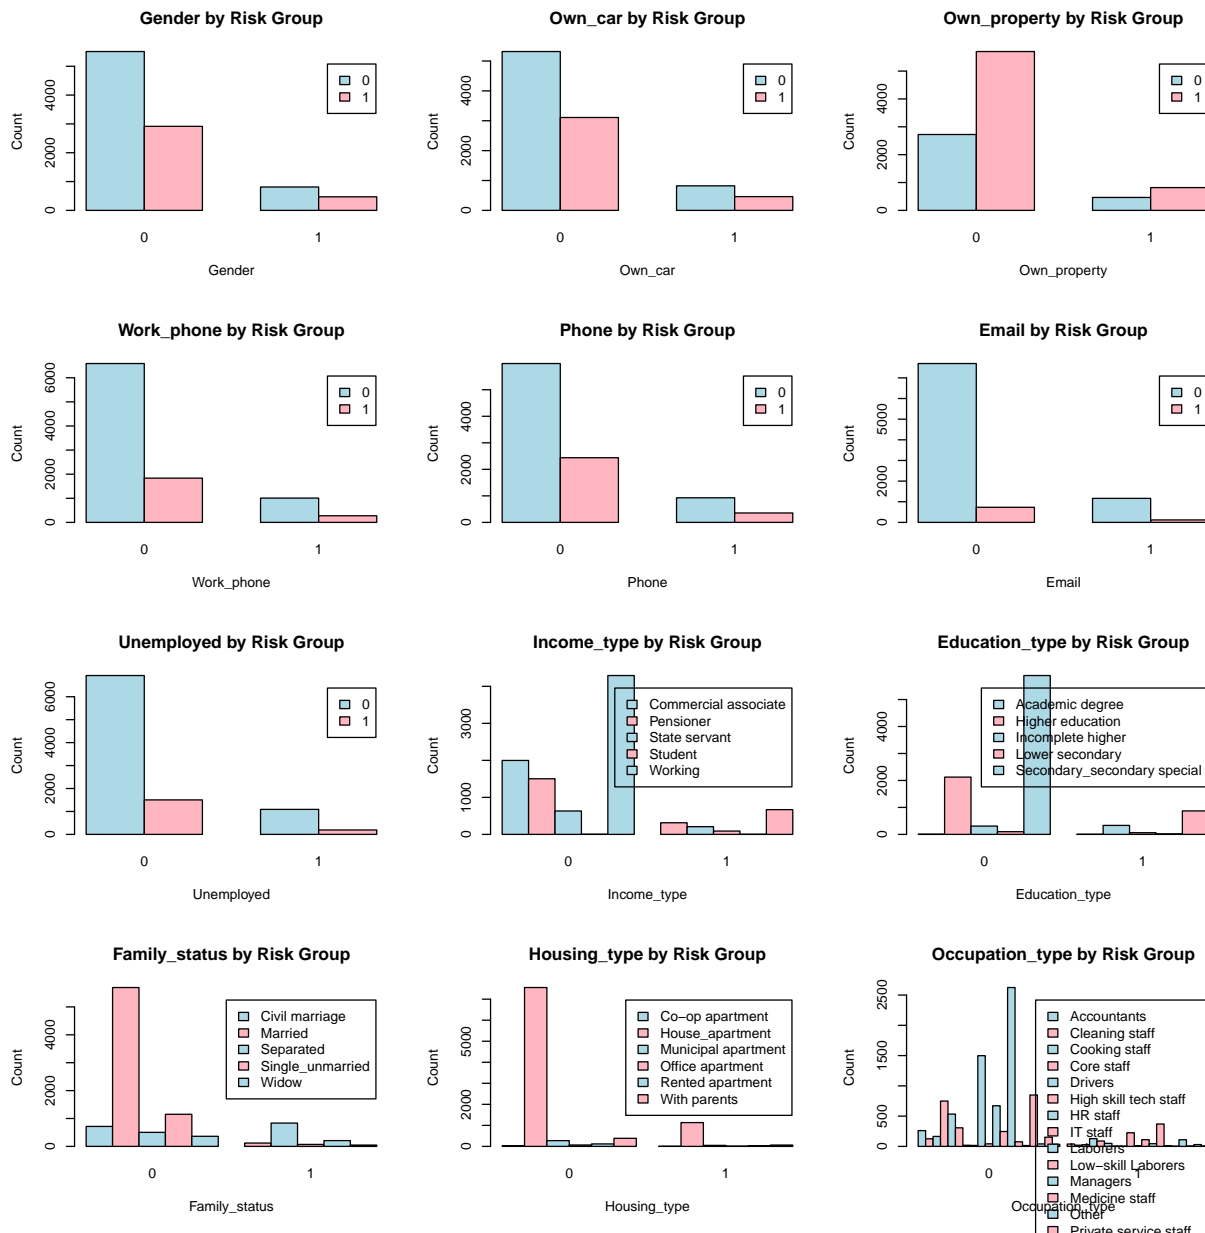 Gender by Risk Group
Count
0
2000
4000
0
1
0
1
Gender
Own_car by Risk Group
Count
0
2000
4000
0
1
0
1
Own_car
Own_property by Risk Group
Count
0
2000
4000
0
1
0
1
Own_property
Work_phone by Risk Group
Count
0
2000
4000
6000
0
1
0
1
Work_phone
Phone by Risk Group
Count
0
2000
4000
0
1
0
1
Phone
Email by Risk Group
Count
0
2000
5000
0
1
0
1
Email
Unemployed by Risk Group
Count
0
2000
4000
6000
0
1
0
1
Unemployed
Income_type by Risk Group
Count
0
1000
3000
Commercial associate
Pensioner
State servant
Student
Working
0
1
Income_type
Education_type by Risk Group
Count
0
2000
4000
Academic degree
Higher education
Incomplete higher
Lower secondary
Secondary_secondary special
0
1
Education_type
Family_status by Risk Group
Count
0
2000
4000
Civil marriage
Married
Separated
Single_unmarried
Widow
0
1
Family_status
Housing_type by Risk Group
Count
0
2000
5000
Co−op apartment
House_apartment
Municipal apartment
Office apartment
Rented apartment
With parents
0
1
Housing_type
Occupation_type by Risk Group
Count
0
500
1500
2500
Accountants
Cleaning staff
Cooking staff
Core staff
Drivers
High skill tech staff
HR staff
IT staff
Laborers
Low−skill Laborers
Managers
Medicine staff
Other
Private service staff
0
1
Occupation_type